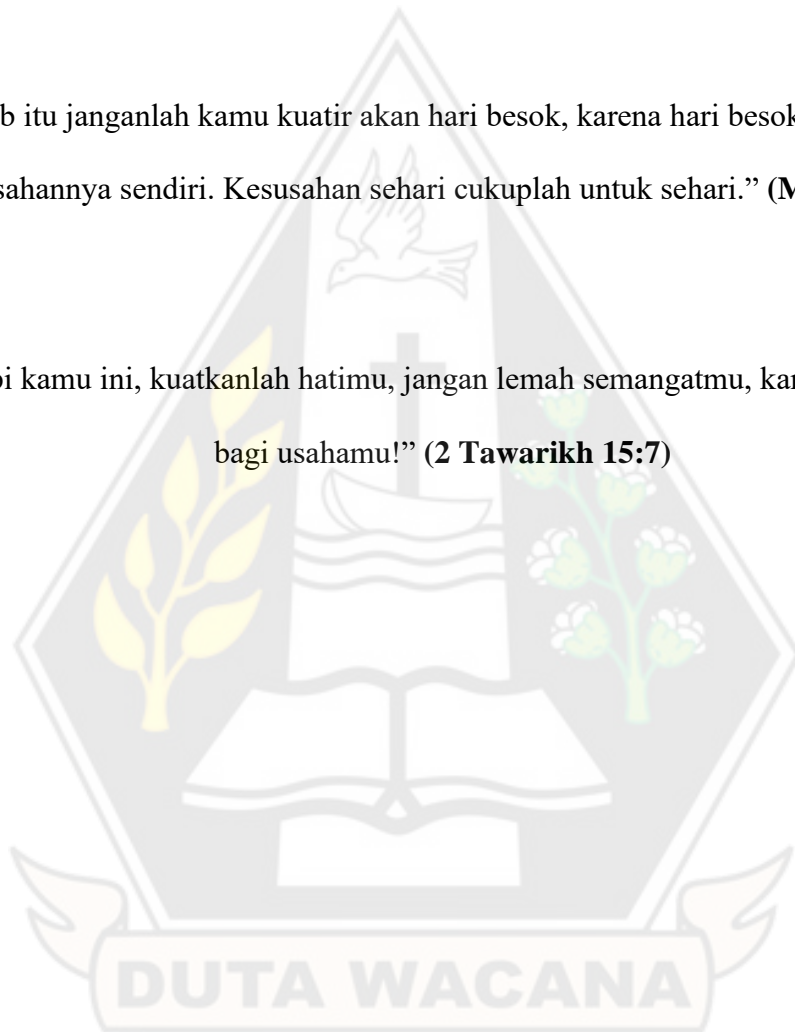 b itu janganlah kamu kuatir akan hari besok, karena hari besok
sahannya sendiri. Kesusahan sehari cukuplah untuk sehari.” (M
pi kamu ini, kuatkanlah hatimu, jangan lemah semangatmu, kar
bagi usahamu!” (2 Tawarikh 15:7)
DUTA WACANA